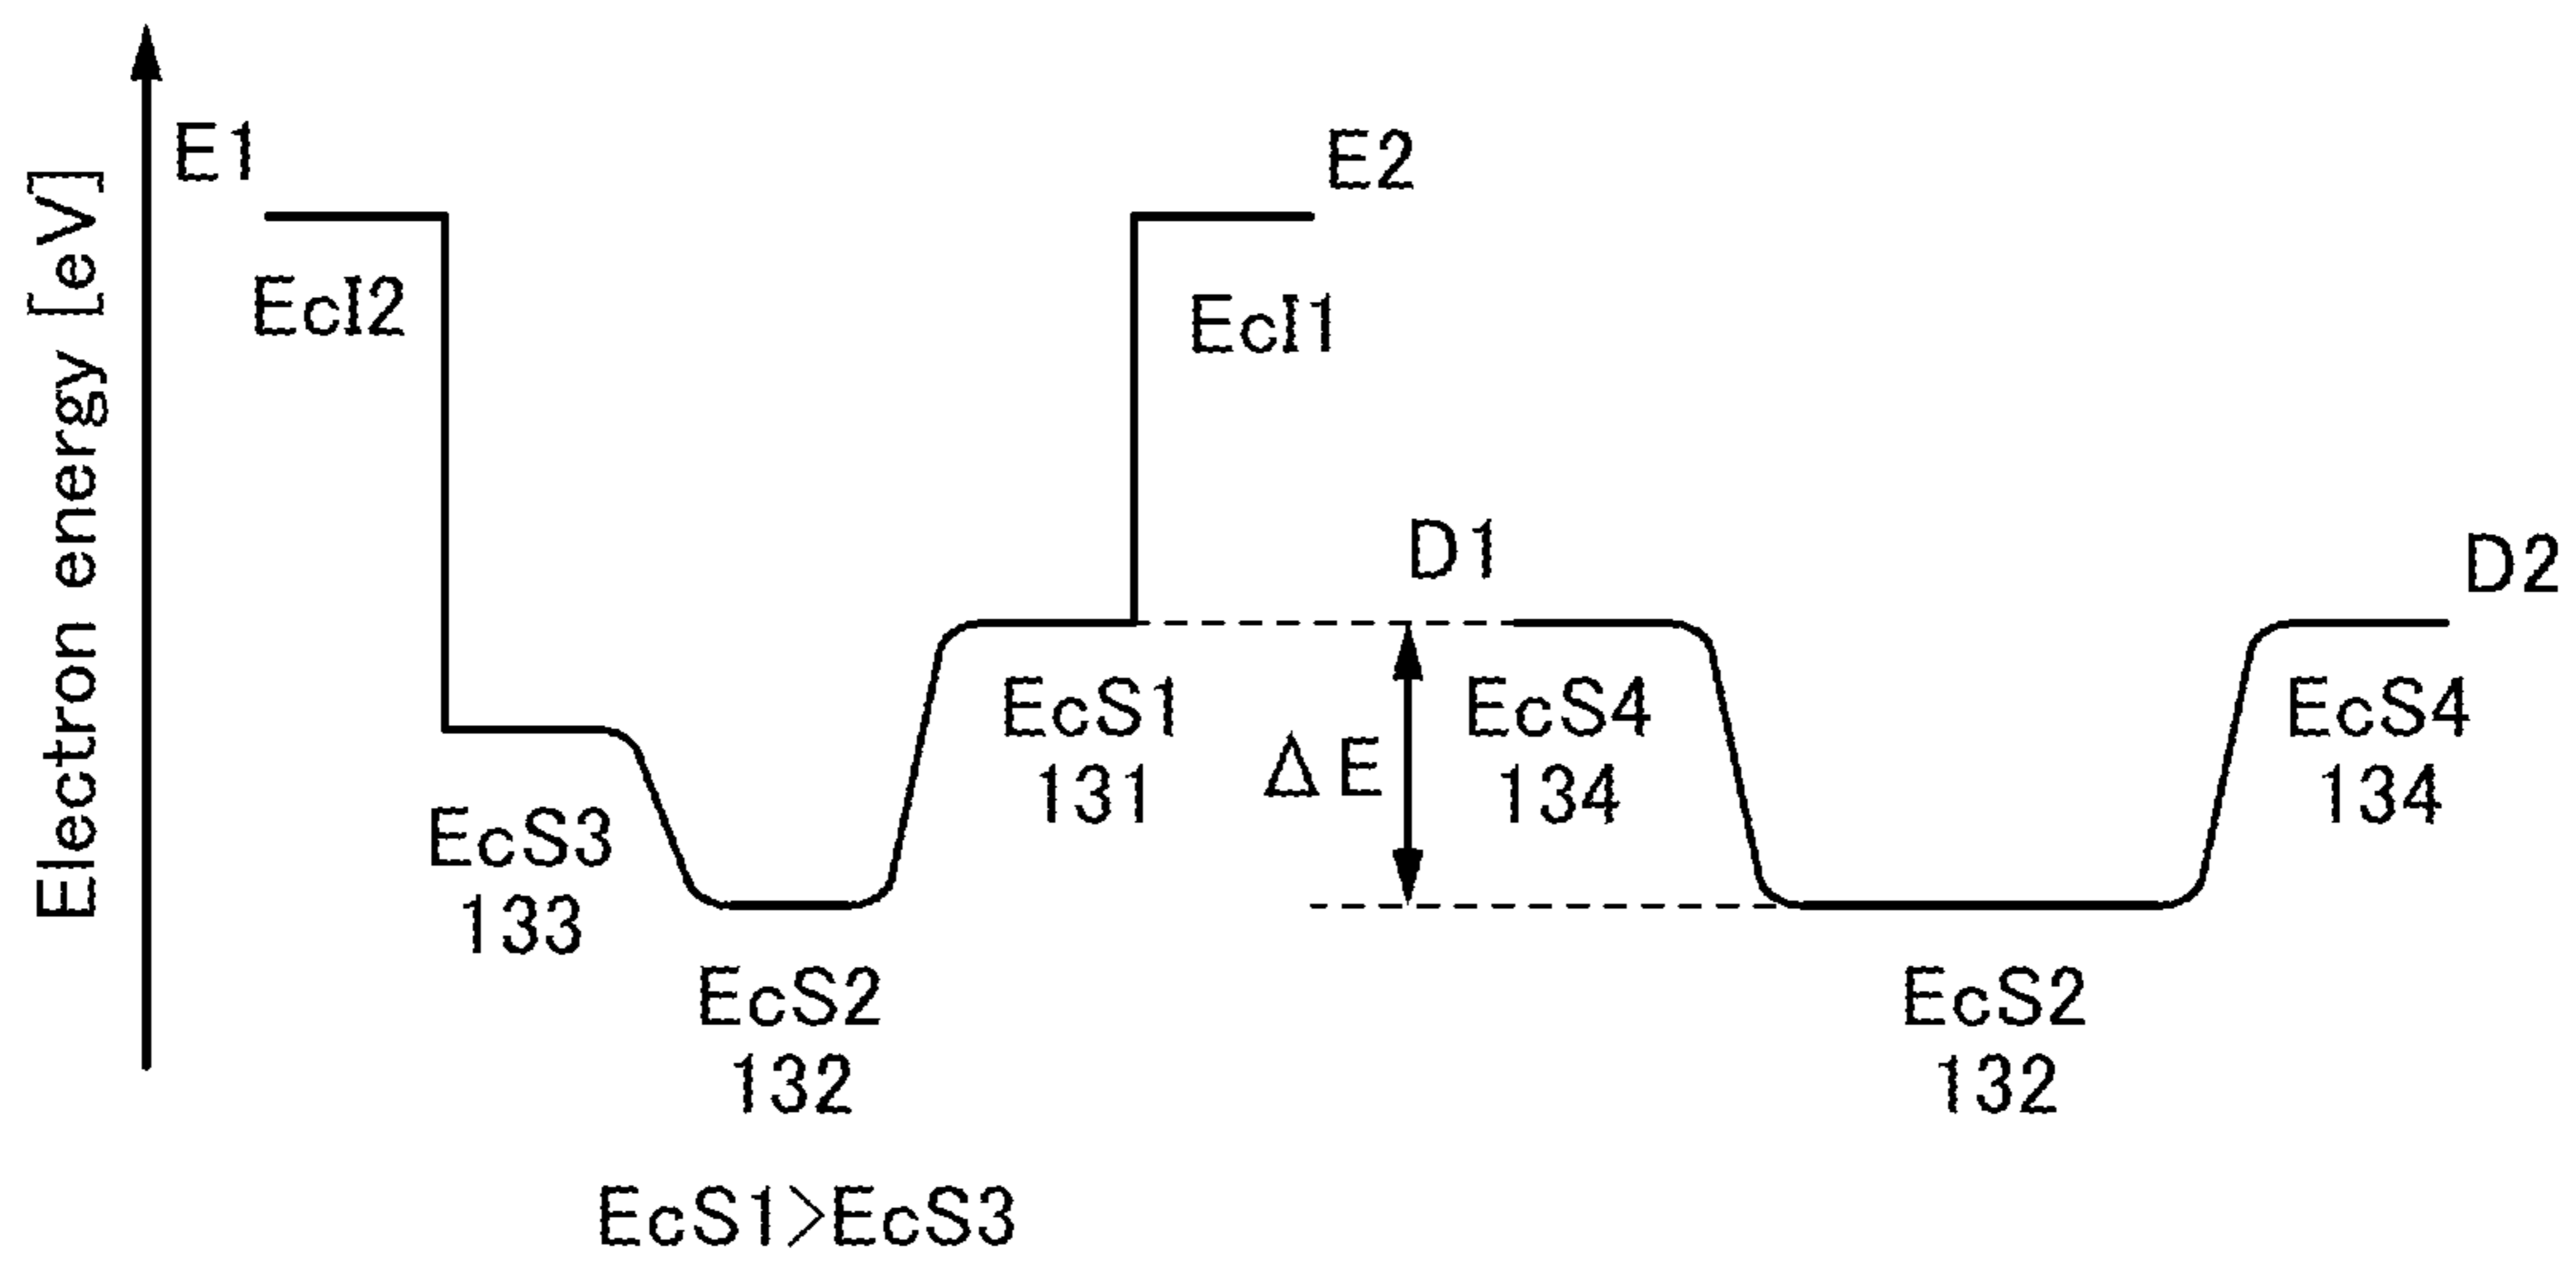 Electron energy [eV]
E1
E2
EcI2
EcI1
D1
D2
EcS1
131
ΔE
EcS4
134
EcS4
134
EcS3
133
EcS2
132
EcS2
132
EcS1>EcS3